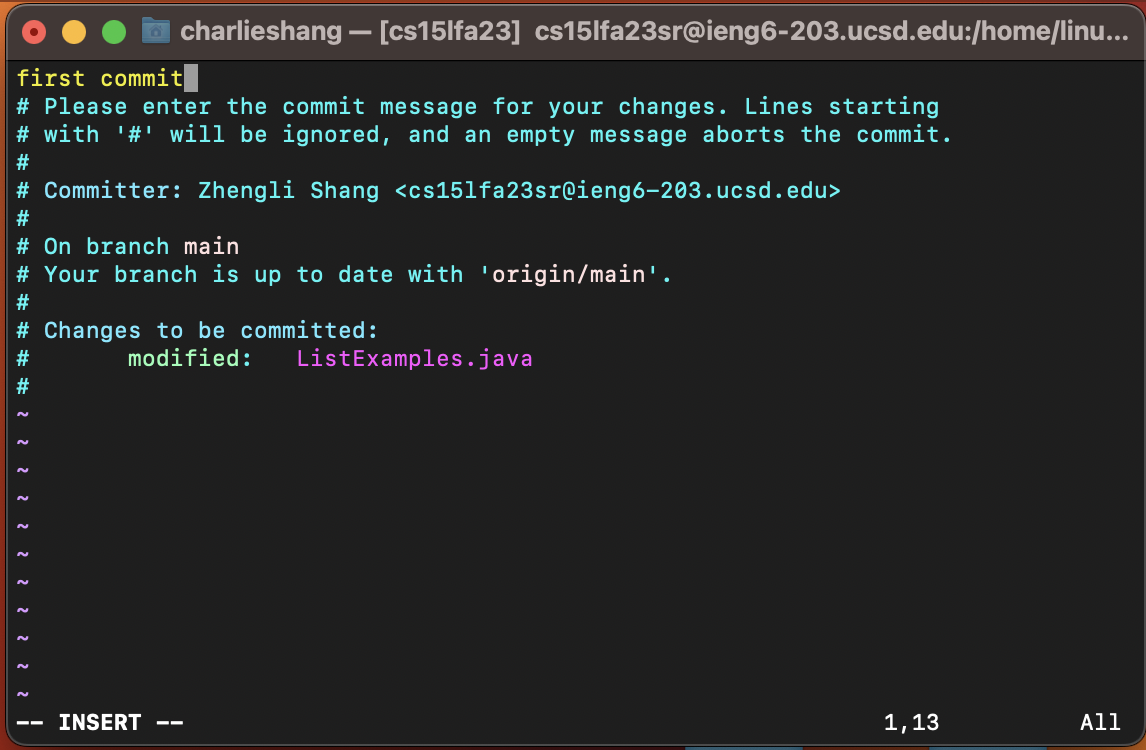 charlieshang — [cs15lfa23] cs15lfa23sr@ieng6-203.ucsd.edu:/home/linu...
first commit
# Please enter the commit message for your changes. Lines starting
# with '#' will be ignored, and an empty message aborts the commit.
#
# Committer: Zhengli Shang <cs15lfa23sr@ieng6-203.ucsd.edu>
#
# On branch main
# Your branch is up to date with 'origin/main'.
#
# Changes to be committed:
#       modified:   ListExamples.java
#
~
~
~
~
~
~
~
~
~
~
~
-- INSERT -- 1,13 All